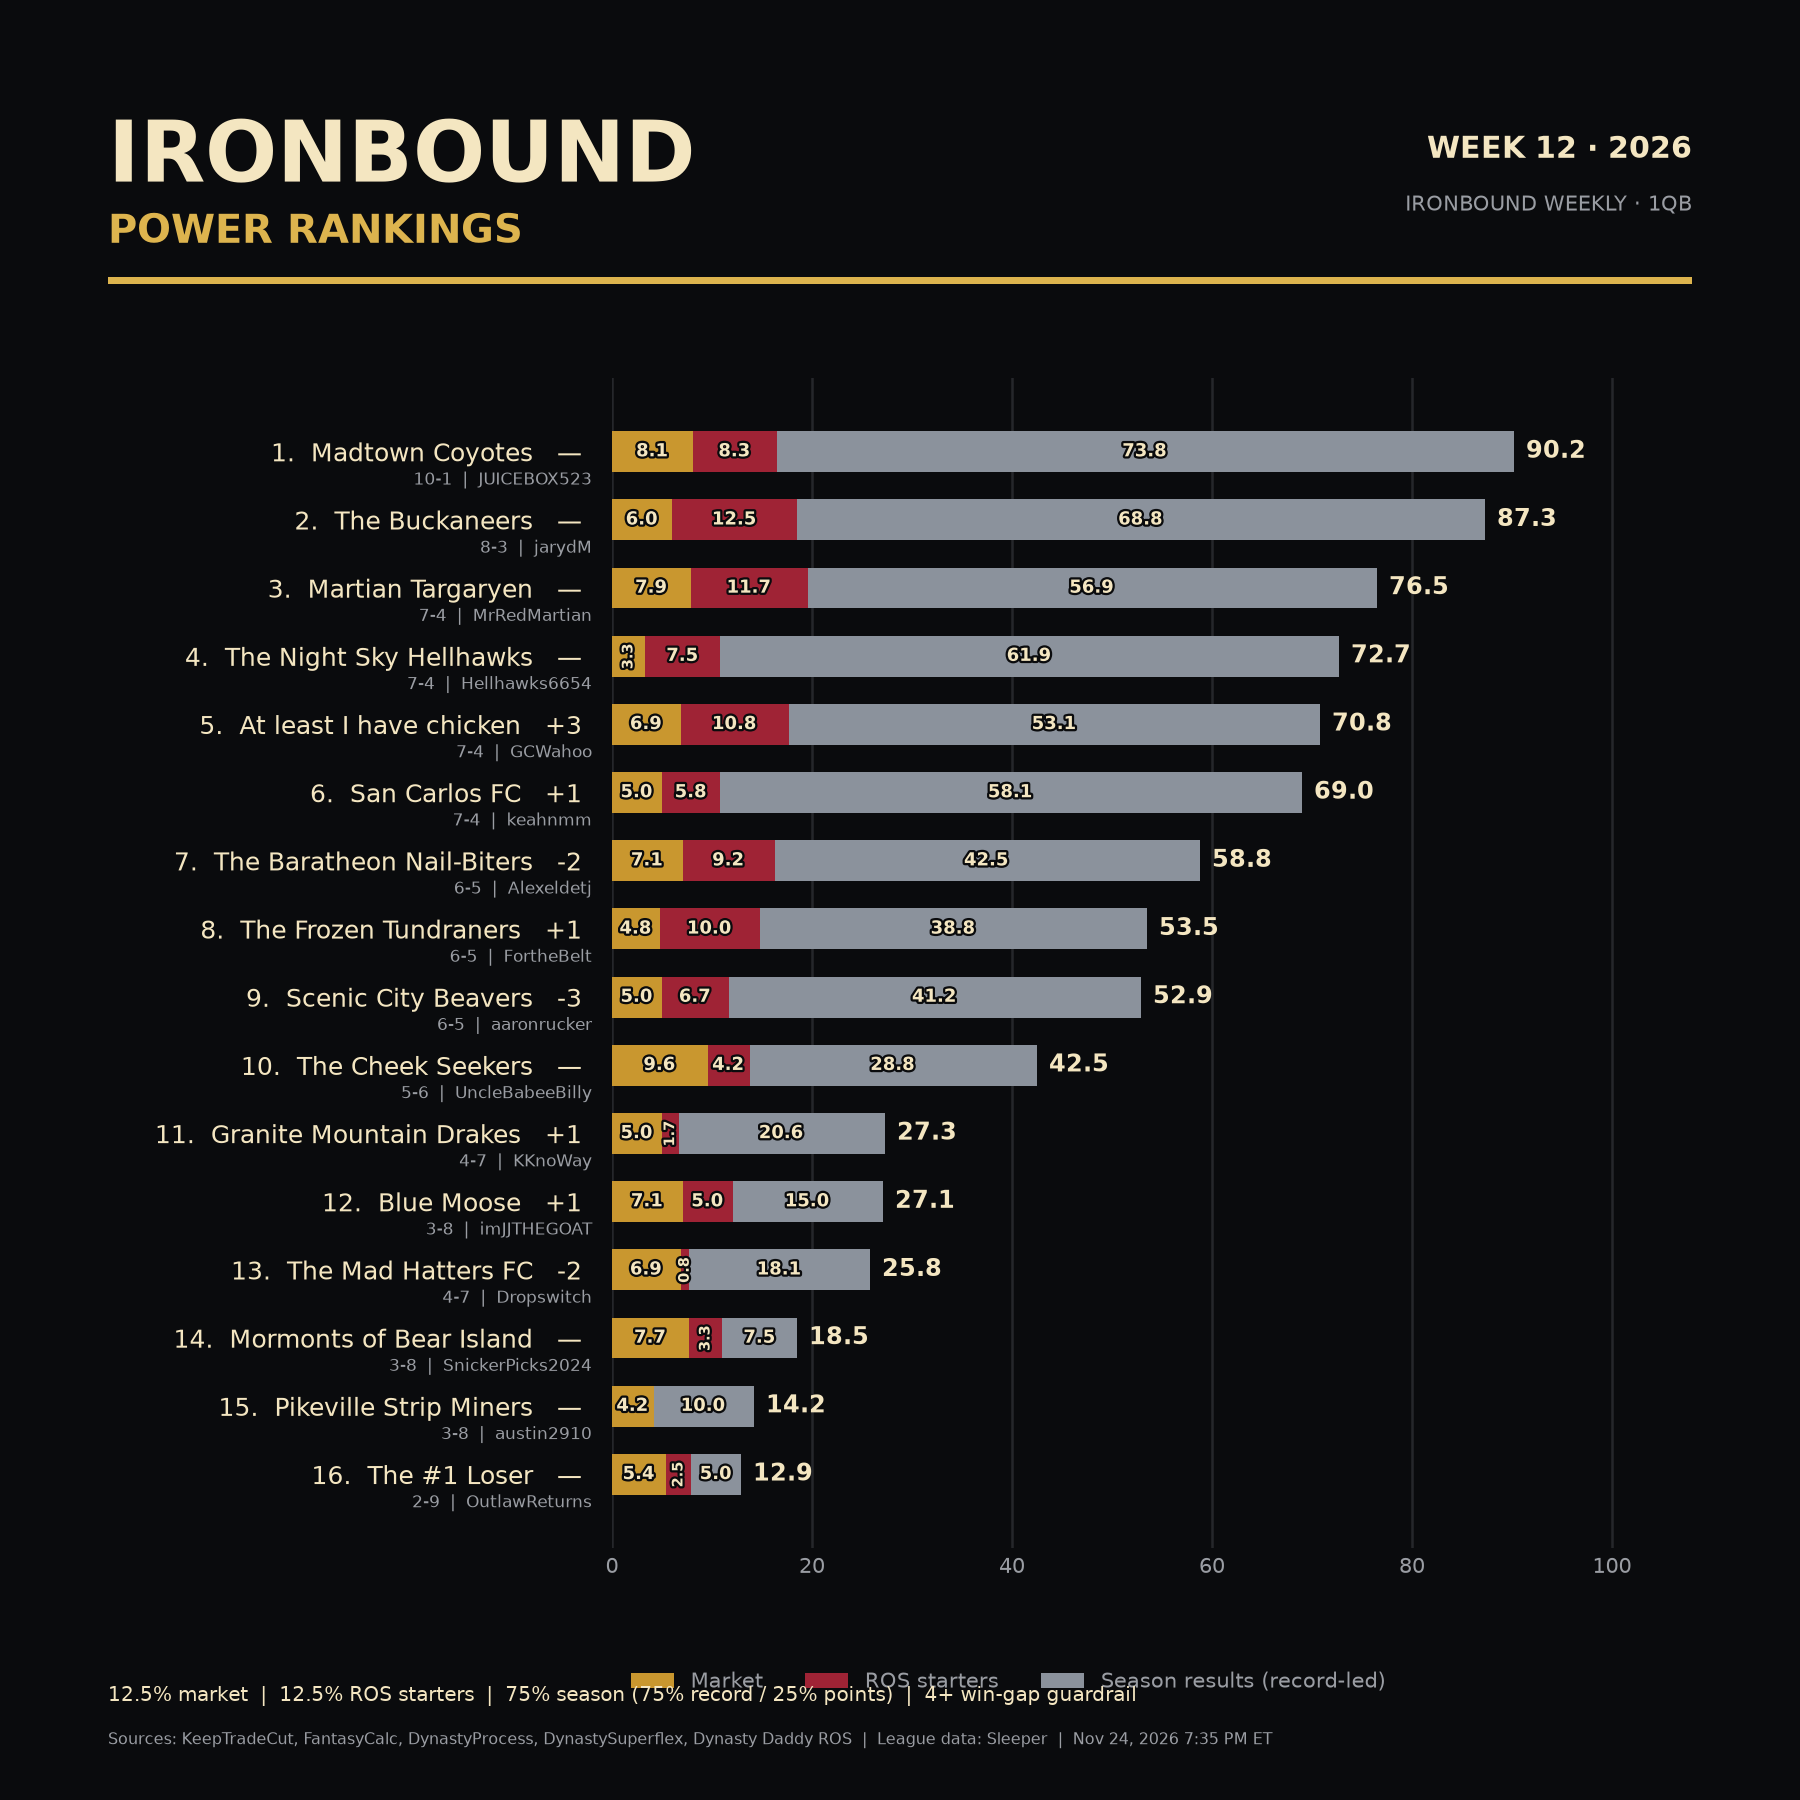 IRONBOUND
POWER RANKINGS
WEEK 12 · 2026
IRONBOUND WEEKLY · 1QB
1. Madtown Coyotes —
10-1 | JUICEBOX523
8.1 8.3 73.8 90.2
2. The Buckaneers —
8-3 | jarydM
6.0 12.5 68.8 87.3
3. Martian Targaryen —
7-4 | MrRedMartian
7.9 11.7 56.9 76.5
4. The Night Sky Hellhawks —
7-4 | Hellhawks6654
3.3 7.5 61.9 72.7
5. At least I have chicken +3
7-4 | GCWahoo
6.9 10.8 53.1 70.8
6. San Carlos FC +1
7-4 | keahnmm
5.0 5.8 58.1 69.0
7. The Baratheon Nail-Biters -2
6-5 | Alexeldetj
7.1 9.2 42.5 58.8
8. The Frozen Tundraners +1
6-5 | FortheBelt
4.8 10.0 38.8 53.5
9. Scenic City Beavers -3
6-5 | aaronrucker
5.0 6.7 41.2 52.9
10. The Cheek Seekers —
5-6 | UncleBabeeBilly
9.6 4.2 28.8 42.5
11. Granite Mountain Drakes +1
4-7 | KKnoWay
5.0 1.7 20.6 27.3
12. Blue Moose +1
3-8 | imJJTHEGOAT
7.1 5.0 15.0 27.1
13. The Mad Hatters FC -2
4-7 | Dropswitch
6.9 0.8 18.1 25.8
14. Mormonts of Bear Island —
3-8 | SnickerPicks2024
7.7 3.3 7.5 18.5
15. Pikeville Strip Miners —
3-8 | austin2910
4.2 10.0 14.2
16. The #1 Loser —
2-9 | OutlawReturns
5.4 2.5 5.0 12.9
0 20 40 60 80 100
Market ROS starters Season results (record-led)
12.5% market | 12.5% ROS starters | 75% season (75% record / 25% points) | 4+ win-gap guardrail
Sources: KeepTradeCut, FantasyCalc, DynastyProcess, DynastySuperflex, Dynasty Daddy ROS | League data: Sleeper | Nov 24, 2026 7:35 PM ET